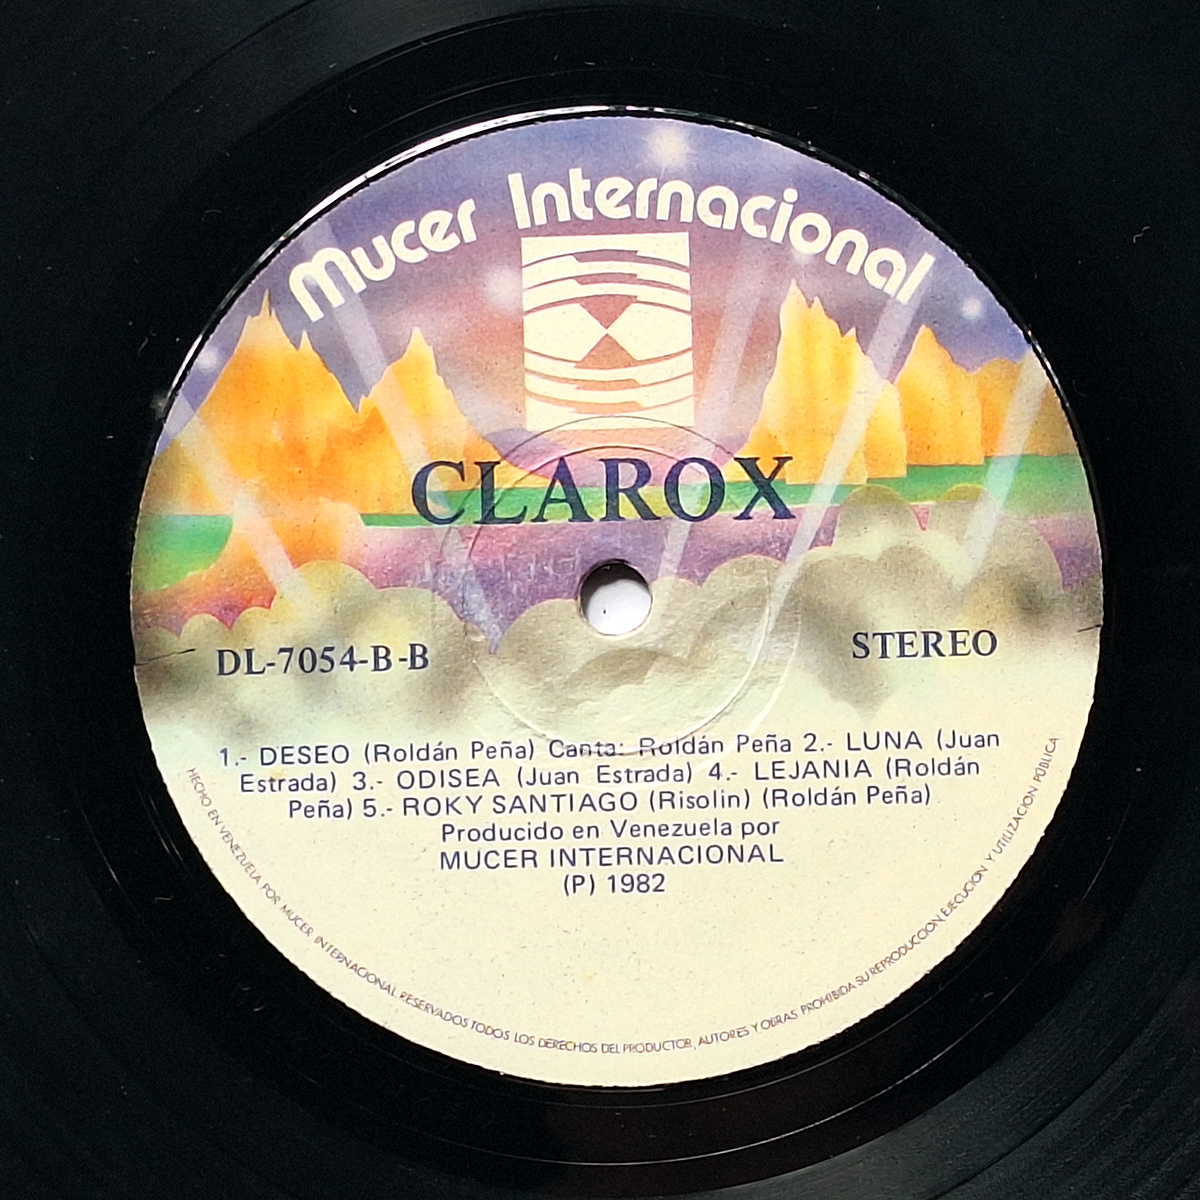 Mucer Internacional
CLAROX
DL-7054-B-B
STEREO
1.- DESEO (Roldán Peña) Canta: Roldán Peña 2.- LUNA (Juan
Estrada) 3.- ODISEA (Juan Estrada) 4.- LEJANIA (Roldán
Peña) 5.- ROKY SANTIAGO (Risolin) (Roldán Peña)
Producido en Venezuela por
MUCER INTERNACIONAL
(P) 1982
HECHO EN VENEZUELA POR MUCER INTERNACIONAL RESERVADOS TODOS LOS DERECHOS DEL PRODUCTOR, AUTORES Y OBRAS. PROHIBIDA SU REPRODUCCION, EJECUCION Y UTILIZACION PÚBLICA